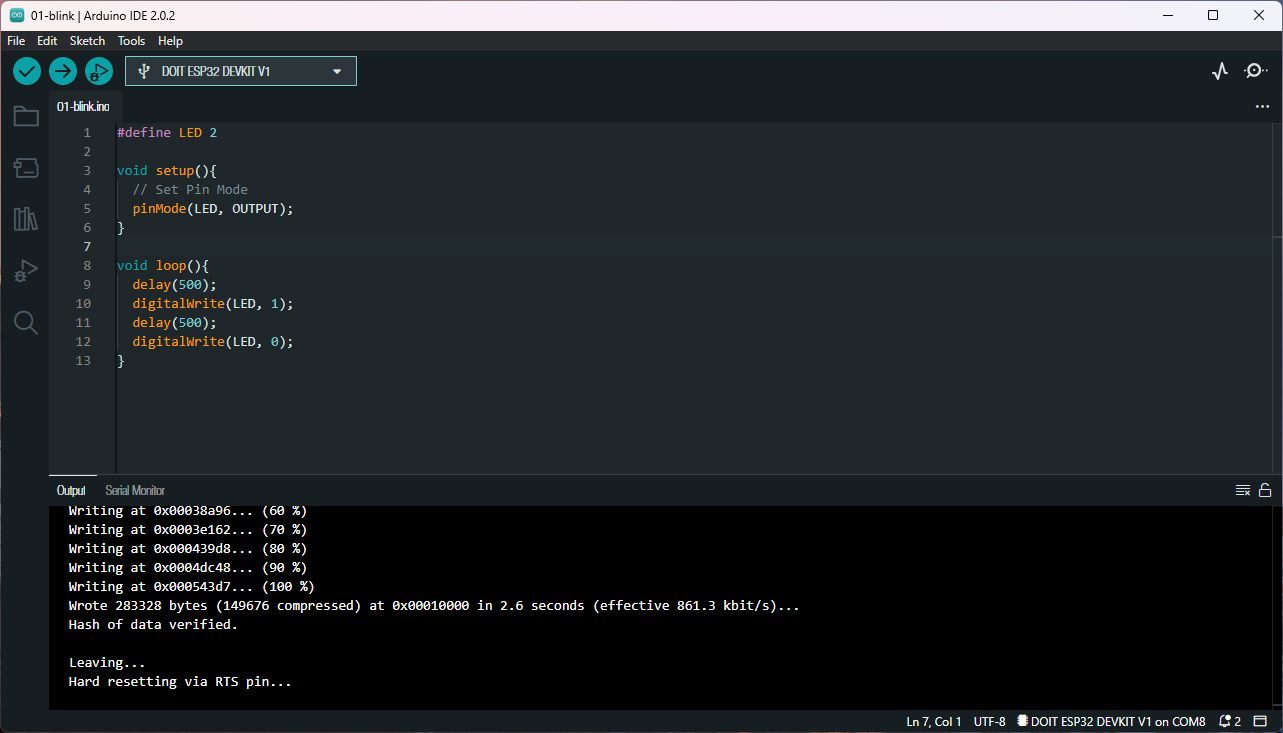 01-blink | Arduino IDE 2.0.2
File Edit Sketch Tools Help
DOIT ESP32 DEVKIT V1
01-blink.ino
1 #define LED 2
2
3 void setup(){
4 // Set Pin Mode
5 pinMode(LED, OUTPUT);
6 }
7
8 void loop(){
9 delay(500);
10 digitalWrite(LED, 1);
11 delay(500);
12 digitalWrite(LED, 0);
13 }
Output Serial Monitor
Writing at 0x00038a96... (60 %)
Writing at 0x0003e162... (70 %)
Writing at 0x000439d8... (80 %)
Writing at 0x0004dc48... (90 %)
Writing at 0x000543d7... (100 %)
Wrote 283328 bytes (149676 compressed) at 0x00010000 in 2.6 seconds (effective 861.3 kbit/s)...
Hash of data verified.
Leaving...
Hard resetting via RTS pin...
Ln 7, Col 1 UTF-8 DOIT ESP32 DEVKIT V1 on COM8 2